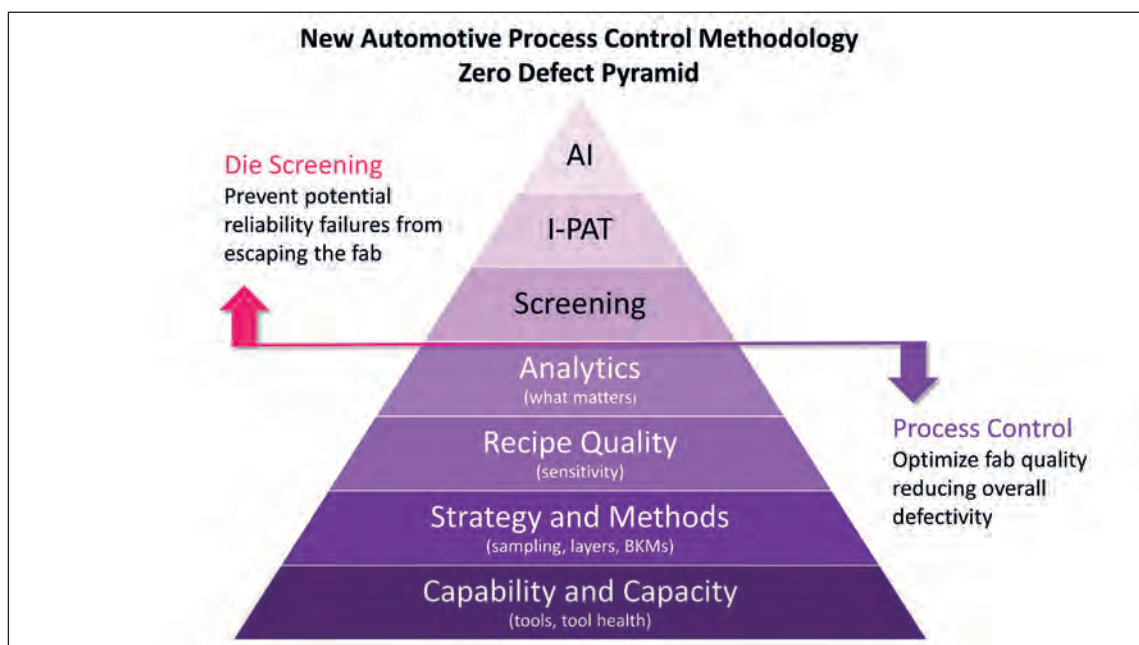 New Automotive Process Control Methodology
Zero Defect Pyramid
AI
Die Screening
Prevent potential
reliability failures from
escaping the fab
I-PAT
Screening
Analytics
(what matters)
Process Control
Optimize fab quality
reducing overall
defectivity
Recipe Quality
(sensitivity)
Strategy and Methods
(sampling, layers, BKMs)
Capability and Capacity
(tools, tool health)